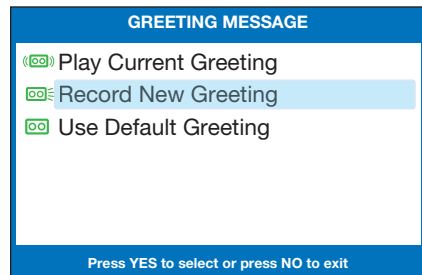 GREETING MESSAGE
Play Current Greeting
Record New Greeting
Use Default Greeting
Press YES to select or press NO to exit